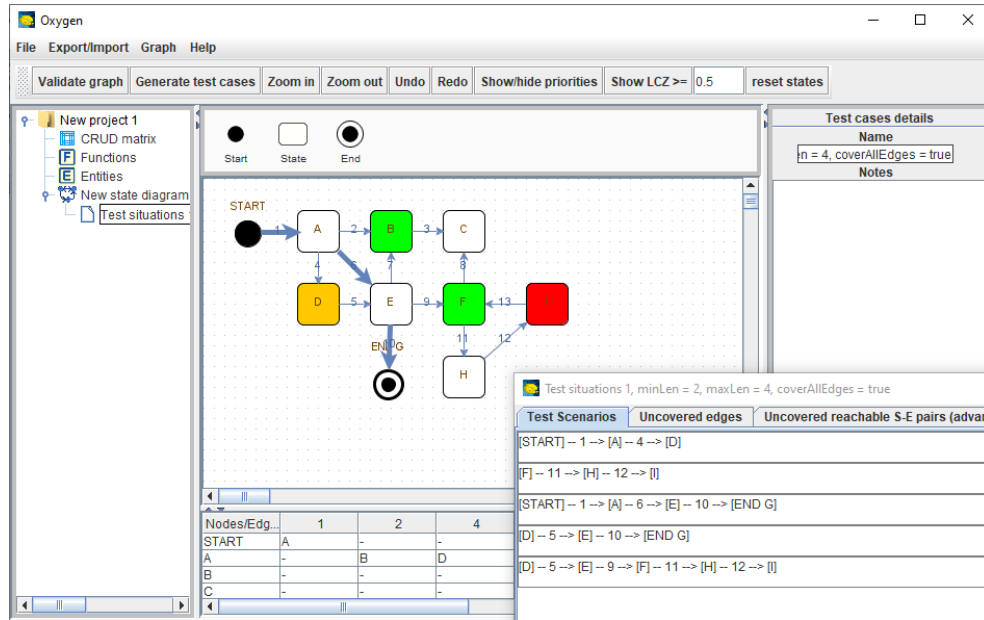 Oxygen
File Export/Import Graph Help
Validate graph Generate test cases Zoom in Zoom out Undo Redo Show/hide priorities Show LCZ >= 0.5 reset states
New project 1
CRUD matrix
F Functions
E Entities
New state diagram
Test situations
Start State End
Test cases details
Name
n = 4, coverAllEdges = true
Notes
START
1 A 2 B 3 C
4 6 7 8
D 5 E 9 F 13
10 11 12
END G
H
Test situations 1, minLen = 2, maxLen = 4, coverAllEdges = true
Test Scenarios Uncovered edges Uncovered reachable S-E pairs (advan
[START] -- 1 --> [A] -- 4 --> [D]
[F] -- 11 --> [H] -- 12 --> [I]
[START] -- 1 --> [A] -- 6 --> [E] -- 10 --> [END G]
[D] -- 5 --> [E] -- 10 --> [END G]
[D] -- 5 --> [E] -- 9 --> [F] -- 11 --> [H] -- 12 --> [I]
Nodes/Edg... 1 2 4
START A - -
A - B D
B - - -
C - - -